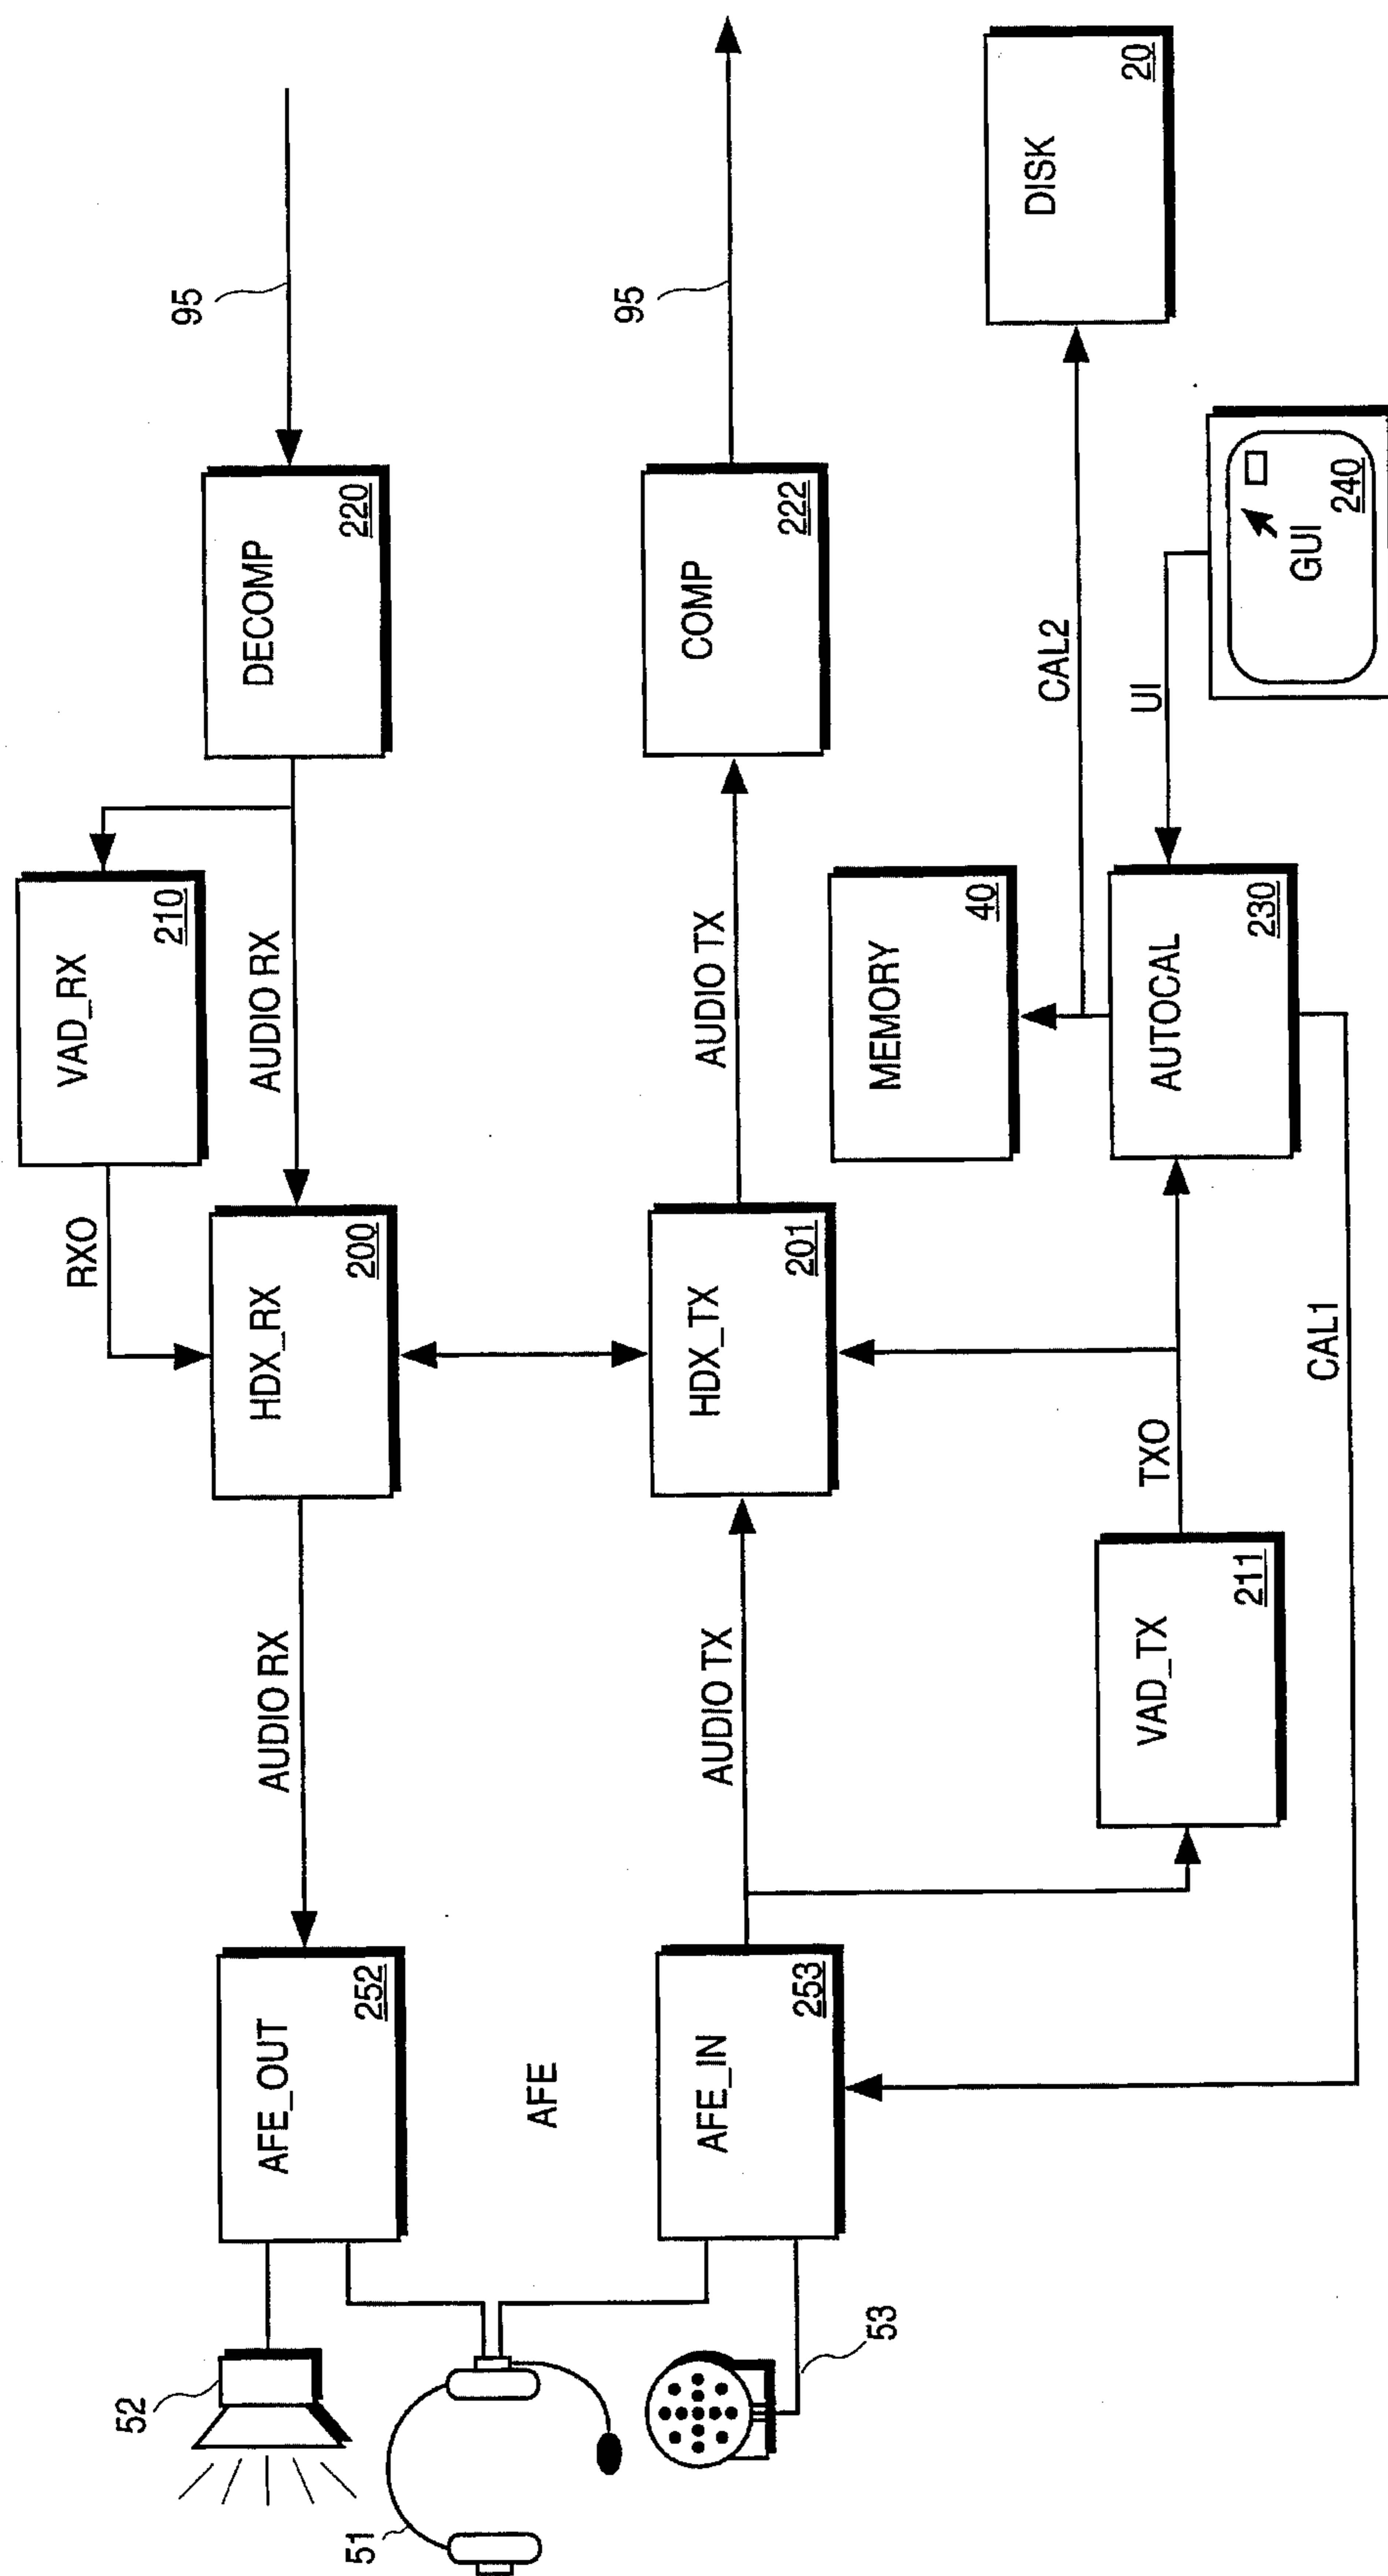 52
51
53
AFE_OUT
252
AFE
AFE_IN
253
AUDIO RX
AUDIO TX
VAD_TX
211
TXO
CAL1
RXO
HDX_RX
200
HDX_TX
201
VAD_RX
210
AUDIO RX
AUDIO TX
MEMORY
40
AUTOCAL
230
DECOMP
220
COMP
222
CAL2
UI
GUI
240
95
95
DISK
20